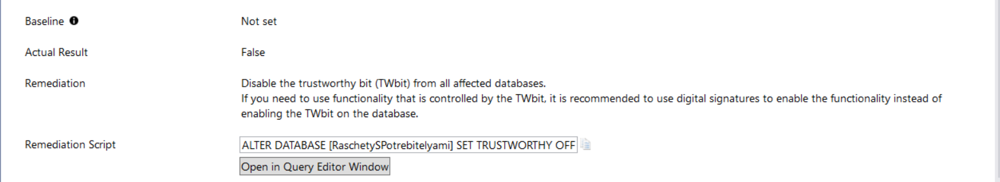 Baseline Not set
Actual Result False
Remediation Disable the trustworthy bit (TWbit) from all affected databases.
If you need to use functionality that is controlled by the TWbit, it is recommended to use digital signatures to enable the functionality instead of
enabling the TWbit on the database.
Remediation Script ALTER DATABASE [RaschetySPotrebitelyami] SET TRUSTWORTHY OFF
Open in Query Editor Window